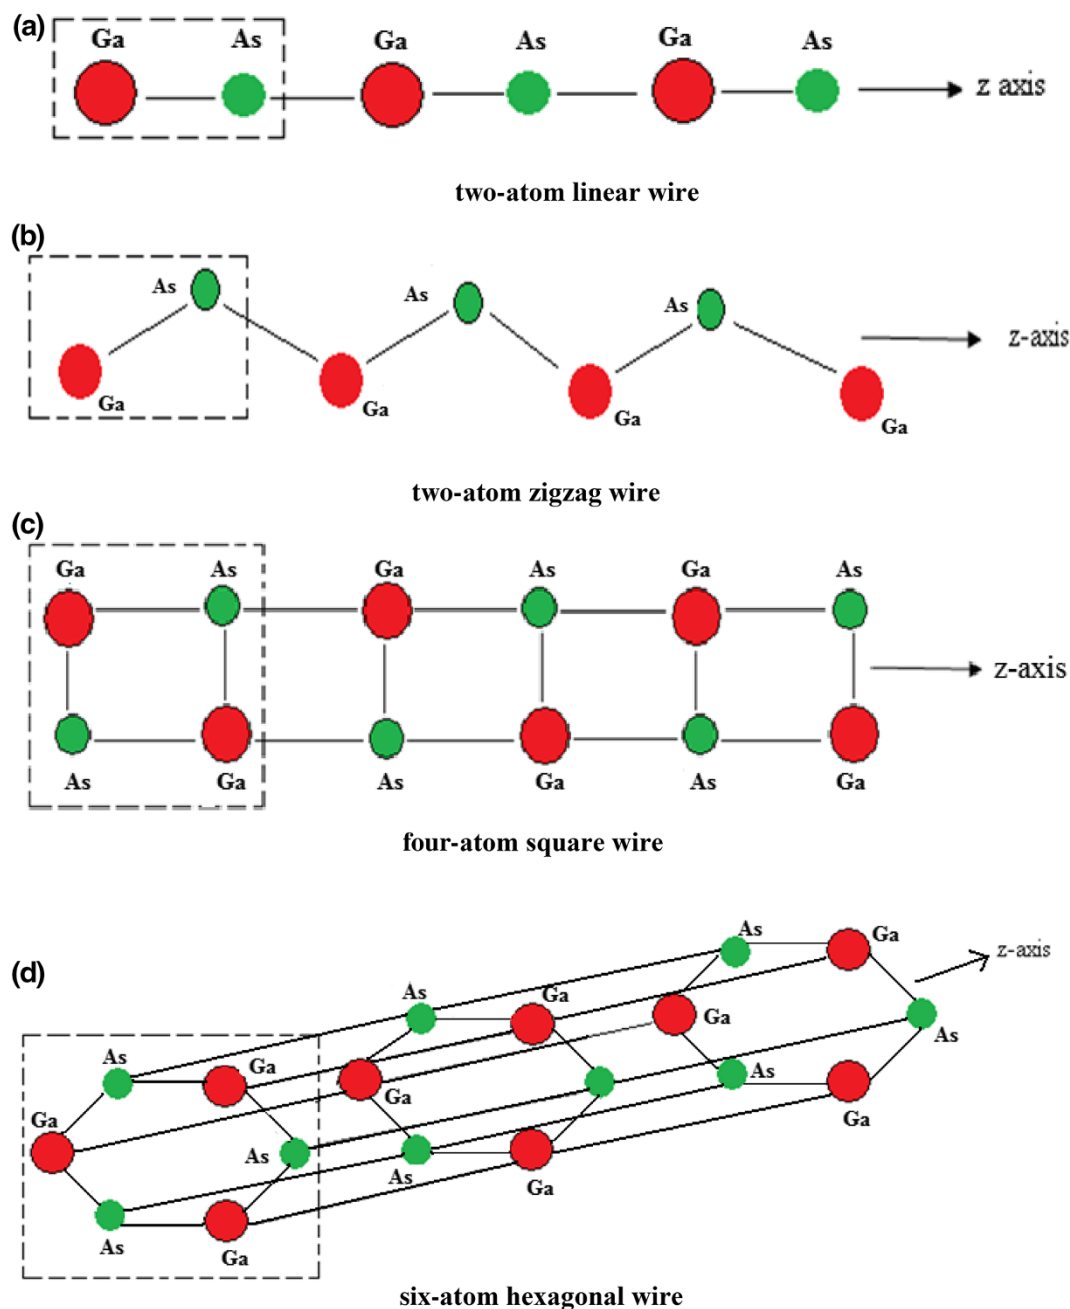 (a)
Ga As Ga As Ga As
z axis
two-atom linear wire
(b)
As As As
z-axis
Ga Ga Ga Ga
two-atom zigzag wire
(c)
Ga As Ga As Ga As
z-axis
As Ga As Ga As Ga
four-atom square wire
(d)
As Ga
z-axis
As Ga
Ga As
As Ga
As
Ga Ga
Ga As
As Ga
As Ga
As Ga
six-atom hexagonal wire